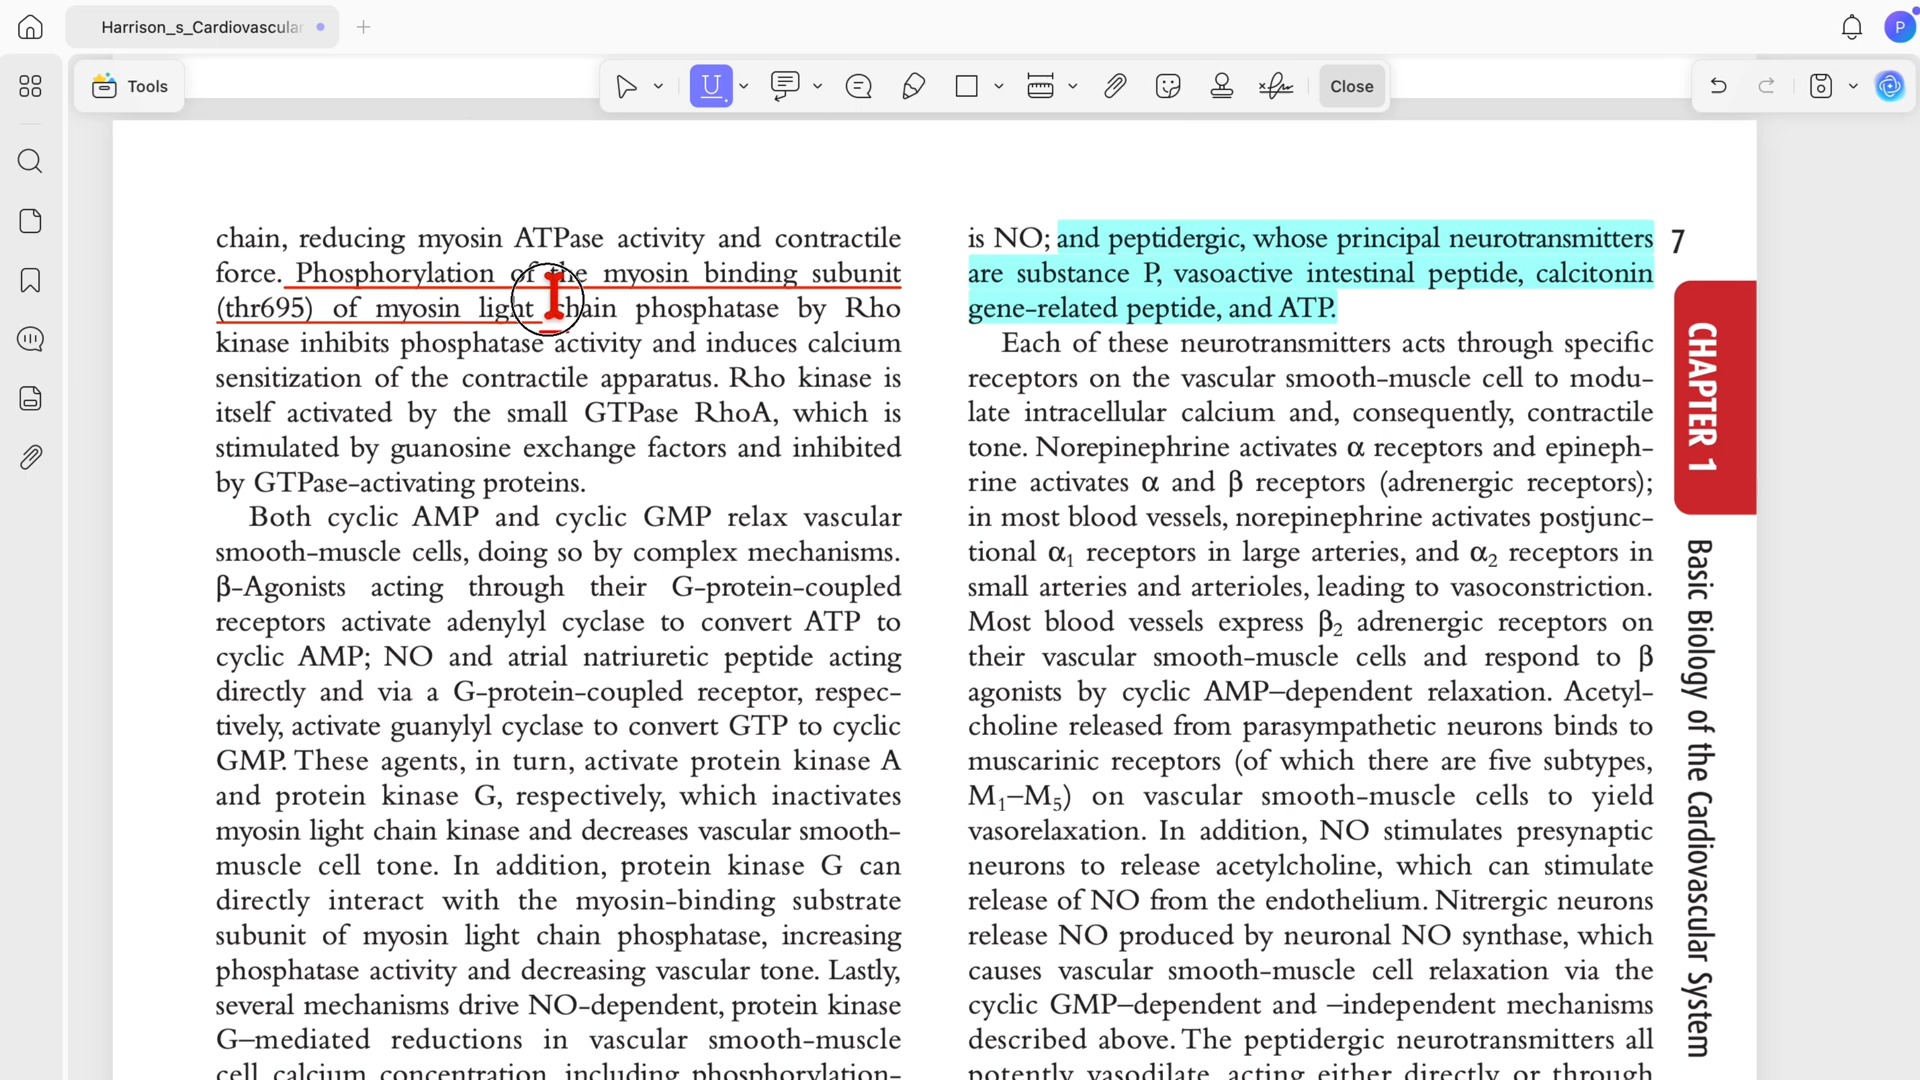 Harrison_s_Cardiovascular
P
Tools
U
Close
chain, reducing myosin ATPase activity and contractile
force. Phosphorylation of the myosin binding subunit
(thr695) of myosin light chain phosphatase by Rho
kinase inhibits phosphatase activity and induces calcium
sensitization of the contractile apparatus. Rho kinase is
itself activated by the small GTPase RhoA, which is
stimulated by guanosine exchange factors and inhibited
by GTPase-activating proteins.
Both cyclic AMP and cyclic GMP relax vascular
smooth-muscle cells, doing so by complex mechanisms.
β-Agonists acting through their G-protein-coupled
receptors activate adenylyl cyclase to convert ATP to
cyclic AMP; NO and atrial natriuretic peptide acting
directly and via a G-protein-coupled receptor, respec-
tively, activate guanylyl cyclase to convert GTP to cyclic
GMP. These agents, in turn, activate protein kinase A
and protein kinase G, respectively, which inactivates
myosin light chain kinase and decreases vascular smooth-
muscle cell tone. In addition, protein kinase G can
directly interact with the myosin-binding substrate
subunit of myosin light chain phosphatase, increasing
phosphatase activity and decreasing vascular tone. Lastly,
several mechanisms drive NO-dependent, protein kinase
G–mediated reductions in vascular smooth-muscle
cell calcium concentration, including phosphorylation-
is NO; and peptidergic, whose principal neurotransmitters
are substance P, vasoactive intestinal peptide, calcitonin
gene-related peptide, and ATP.
Each of these neurotransmitters acts through specific
receptors on the vascular smooth-muscle cell to modu-
late intracellular calcium and, consequently, contractile
tone. Norepinephrine activates α receptors and epineph-
rine activates α and β receptors (adrenergic receptors);
in most blood vessels, norepinephrine activates postjunc-
tional α₁ receptors in large arteries, and α₂ receptors in
small arteries and arterioles, leading to vasoconstriction.
Most blood vessels express β₂ adrenergic receptors on
their vascular smooth-muscle cells and respond to β
agonists by cyclic AMP–dependent relaxation. Acetyl-
choline released from parasympathetic neurons binds to
muscarinic receptors (of which there are five subtypes,
M₁–M₅) on vascular smooth-muscle cells to yield
vasorelaxation. In addition, NO stimulates presynaptic
neurons to release acetylcholine, which can stimulate
release of NO from the endothelium. Nitrergic neurons
release NO produced by neuronal NO synthase, which
causes vascular smooth-muscle cell relaxation via the
cyclic GMP–dependent and –independent mechanisms
described above. The peptidergic neurotransmitters all
potently vasodilate, acting either directly or through
7
CHAPTER 1
Basic Biology of the Cardiovascular System